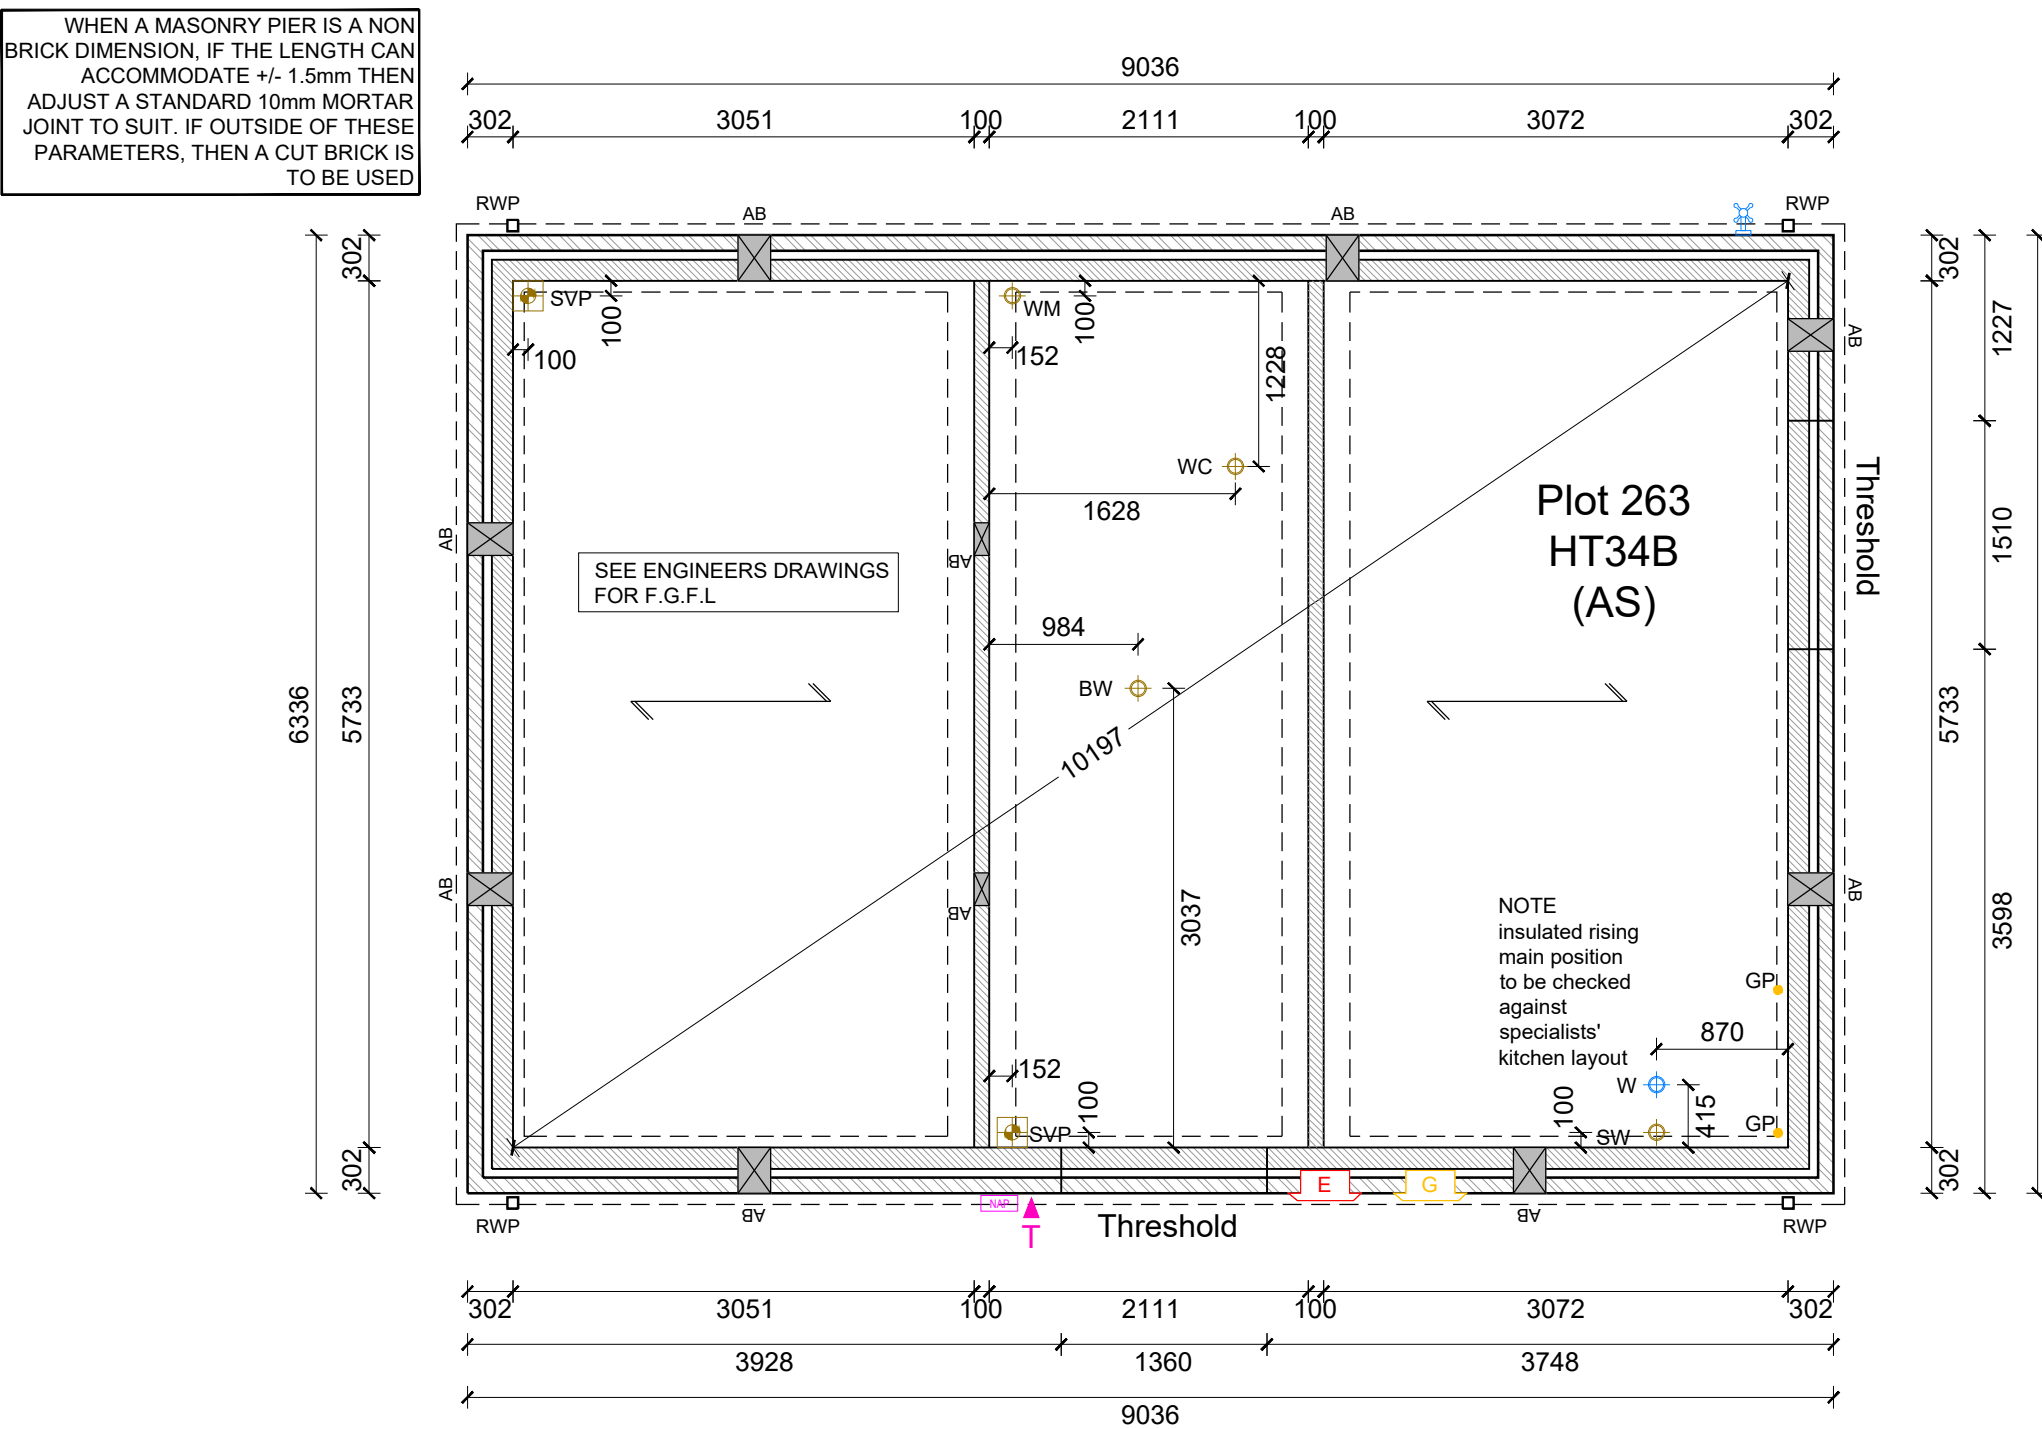 WHEN A MASONRY PIER IS A NON
BRICK DIMENSION, IF THE LENGTH CAN
ACCOMMODATE +/- 1.5mm THEN
ADJUST A STANDARD 10mm MORTAR
JOINT TO SUIT. IF OUTSIDE OF THESE
PARAMETERS, THEN A CUT BRICK IS
TO BE USED
9036
302 3051 100 2111 100 3072 302
RWP AB AB RWP
302 302
SVP 100 WM 100
100 152 1228
1227
AB
WC
1628
Plot 263
HT34B
(AS)
Threshold
1510
AB AB
SEE ENGINEERS DRAWINGS
FOR F.G.F.L
984
BW
6336 5733 5733
10197
AB AB AB
3037
3598
NOTE
insulated rising
main position
to be checked
against
specialists'
kitchen layout
GP
870
W
415
152
100
SVP
100
SW
GP
302 302
NAP
T
E
G
RWP AB Threshold AB RWP
302 3051 100 2111 100 3072 302
3928 1360 3748
9036